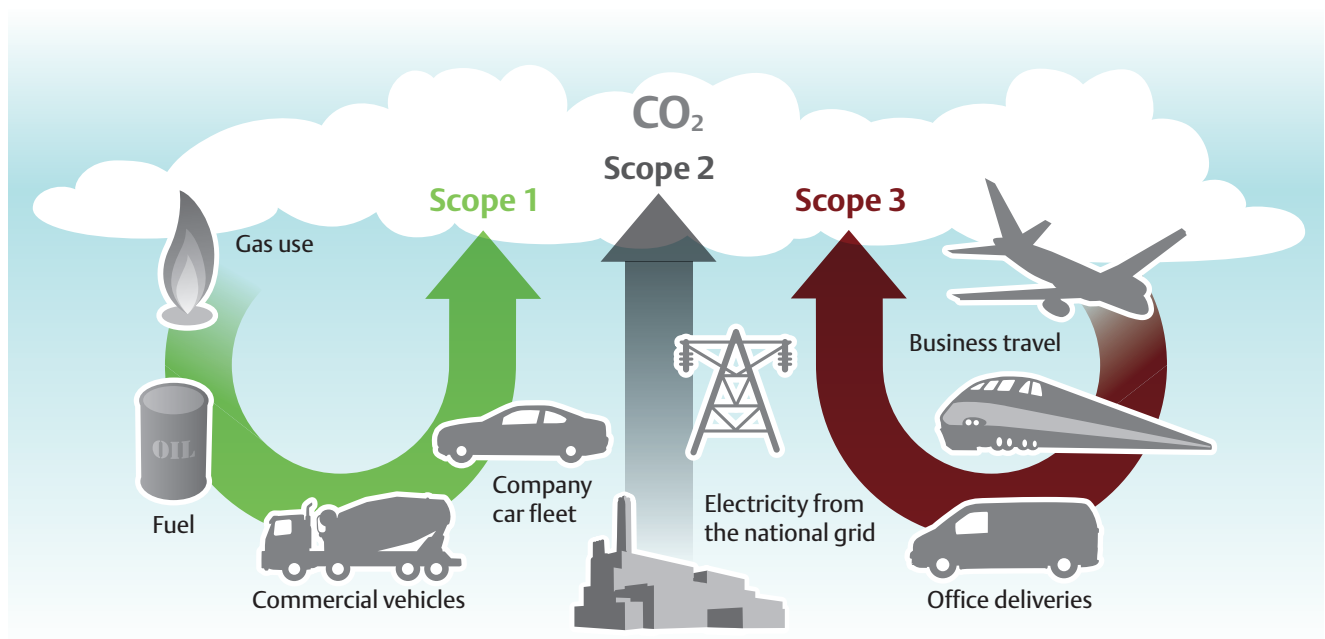 CO₂
Scope 2
Scope 1
Scope 3
Gas use
Business travel
OIL
Company
car fleet
Electricity from
the national grid
Fuel
Commercial vehicles
Office deliveries